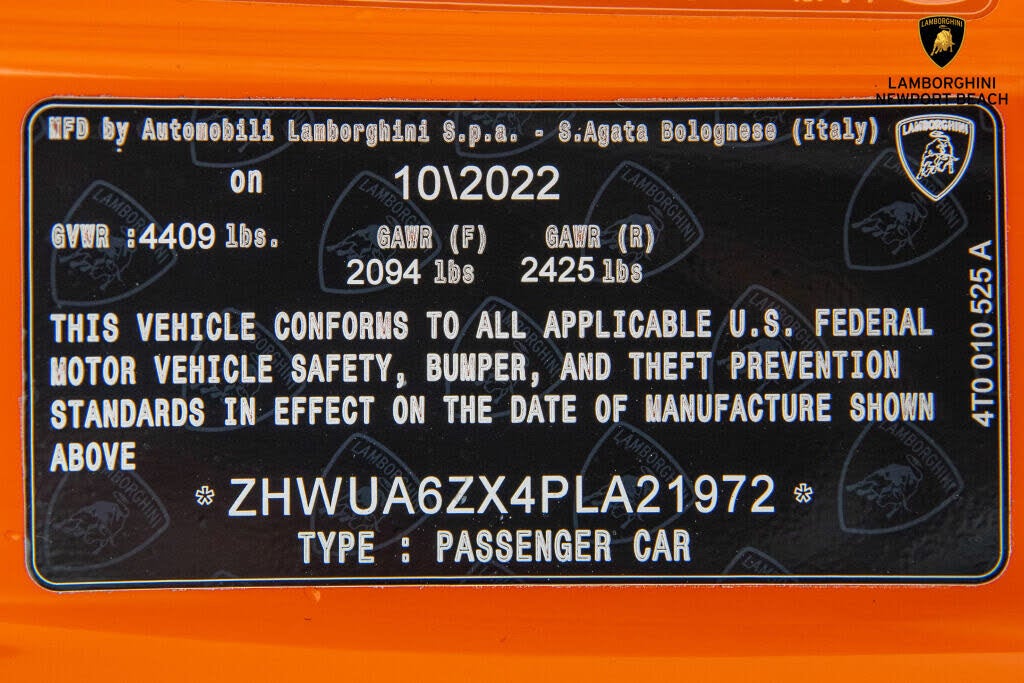 LAMBORGHINI
LAMBORGHINI
NEWPORT BEACH
MFD by Automobili Lamborghini S.p.a. - S.Agata Bolognese (Italy)
LAMBORGHINI
on 10\2022
GVWR :4409 lbs. GAWR (F) GAWR (R)
2094 lbs 2425 lbs
4T0 010 525 A
THIS VEHICLE CONFORMS TO ALL APPLICABLE U.S. FEDERAL
MOTOR VEHICLE SAFETY, BUMPER, AND THEFT PREVENTION
STANDARDS IN EFFECT ON THE DATE OF MANUFACTURE SHOWN
ABOVE
* ZHWUA6ZX4PLA21972 *
TYPE : PASSENGER CAR